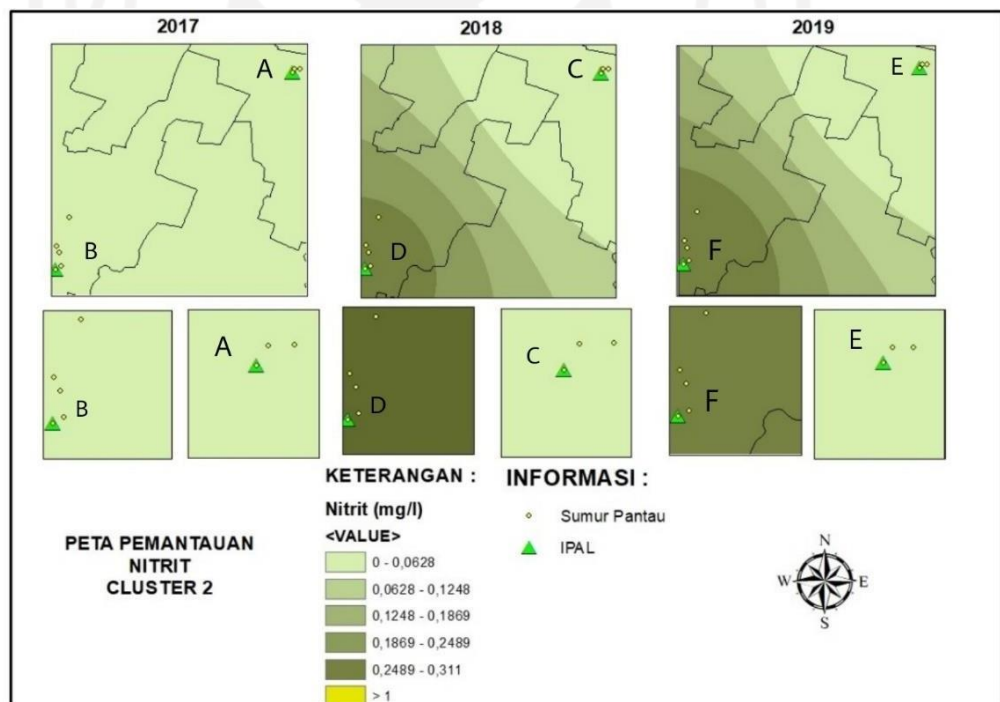 2017
2018
2019
A
B
C
D
E
F
B
A
D
C
F
E
PETA PEMANTAUAN
NITRIT
CLUSTER 2
KETERANGAN :
Nitrit (mg/l)
<VALUE>
0 - 0,0628
0,0628 - 0,1248
0,1248 - 0,1869
0,1869 - 0,2489
0,2489 - 0,311
> 1
INFORMASI :
Sumur Pantau
IPAL
N
W
E
S